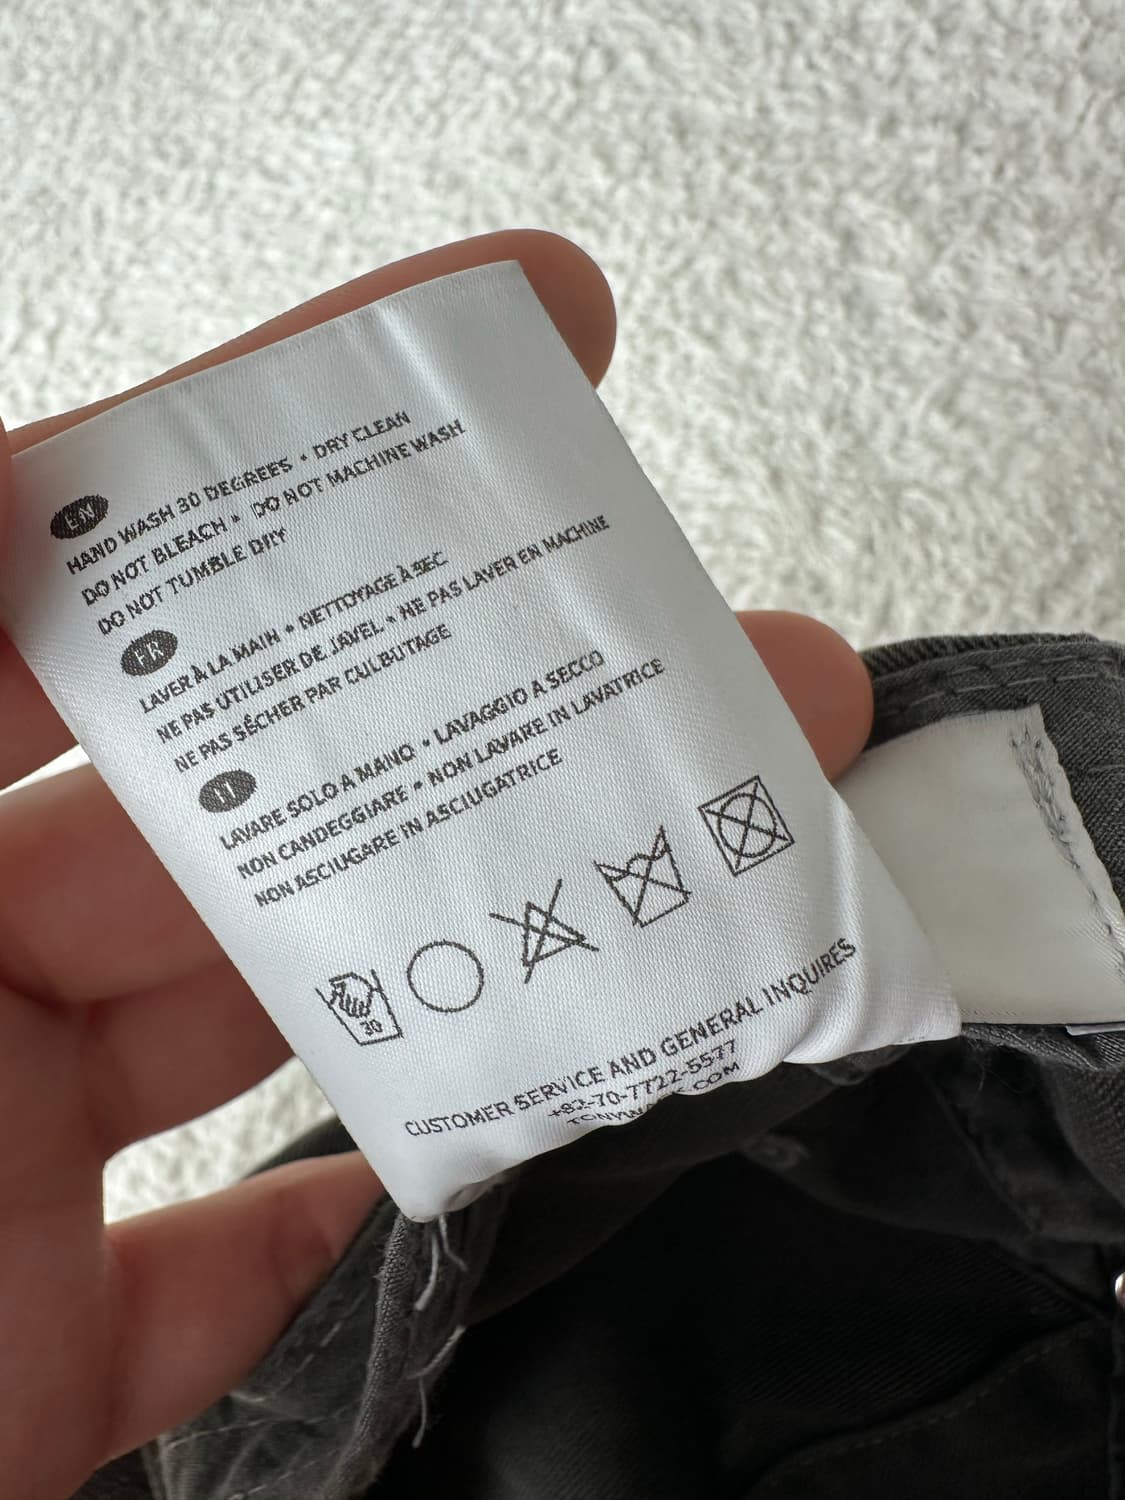 EN
HAND WASH 30 DEGREES • DRY CLEAN
DO NOT BLEACH • DO NOT MACHINE WASH
DO NOT TUMBLE DRY
FR
LAVER À LA MAIN • NETTOYAGE À SEC
NE PAS UTILISER DE JAVEL • NE PAS LAVER EN MACHINE
NE PAS SÉCHER PAR CULBUTAGE
IT
LAVARE SOLO A MANO • LAVAGGIO A SECCO
NON CANDEGGIARE • NON LAVARE IN LAVATRICE
NON ASCIUGARE IN ASCIUGATRICE
30
CUSTOMER SERVICE AND GENERAL INQUIRES
+82-70-7722-5577